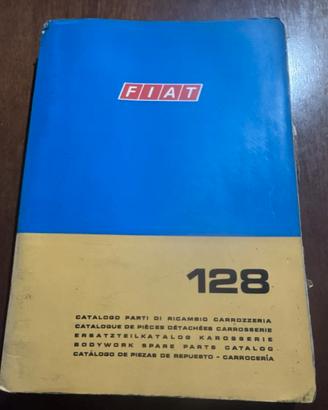 FIAT
128
CATALOGO PARTI DI RICAMBIO CARROZZERIA
CATALOGUE DE PIÈCES DÉTACHÉES CARROSSERIE
ERSATZTEILKATALOG KAROSSERIE
BODYWORK SPARE PARTS CATALOG
CATÁLOGO DE PIEZAS DE REPUESTO - CARROCERÍA